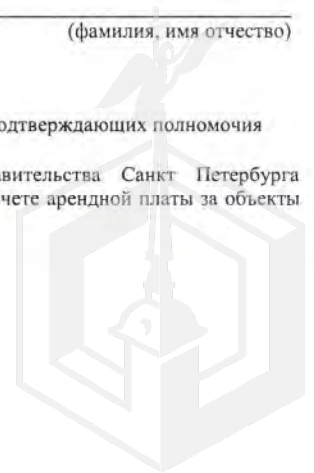 (фамилия, имя отчество)
одтверждающих полномочия
авительства Санкт Петербурга
чете арендной платы за объекты